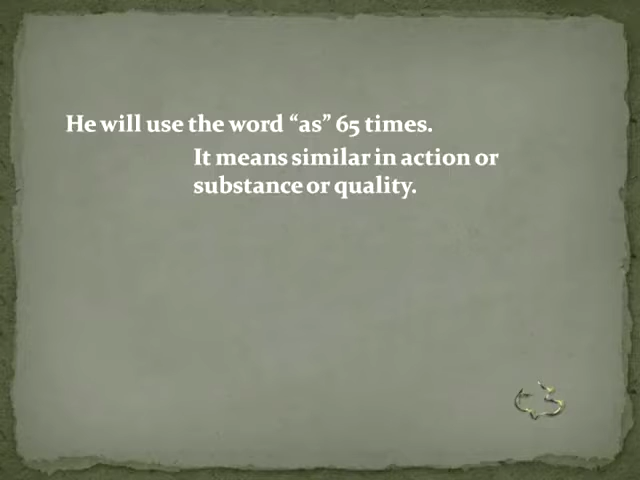 He will use the word “as” 65 times.
It means similar in action or
substance or quality.